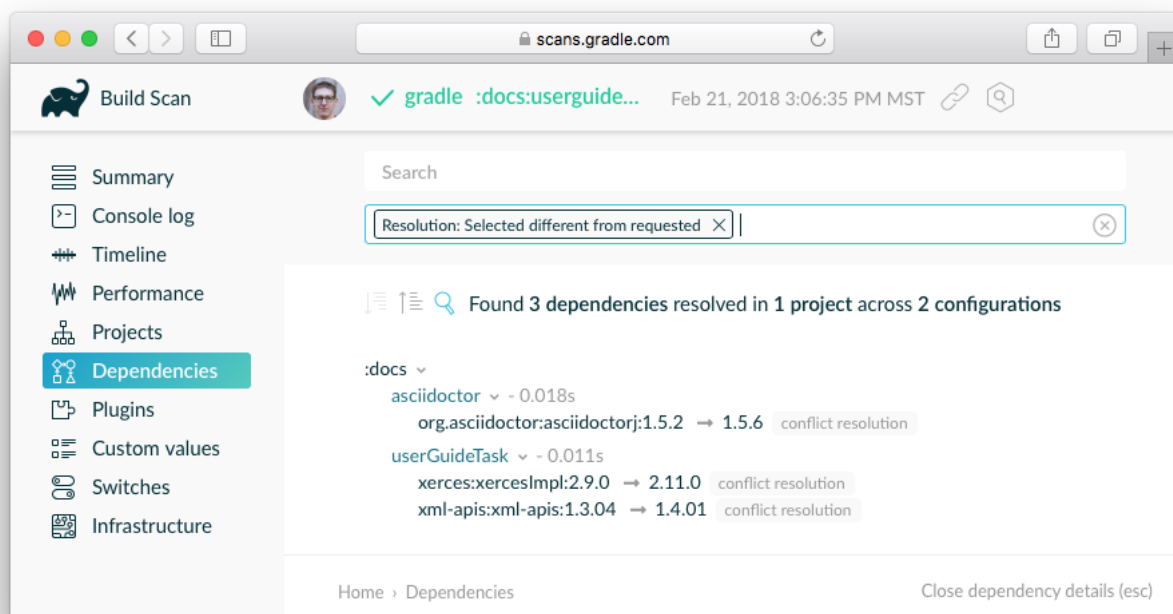 scans.gradle.com
Build Scan
gradle :docs:userguide... Feb 21, 2018 3:06:35 PM MST
Summary
Console log
Timeline
Performance
Projects
Dependencies
Plugins
Custom values
Switches
Infrastructure
Search
Resolution: Selected different from requested
Found 3 dependencies resolved in 1 project across 2 configurations
:docs
asciidoctor - 0.018s
org.asciidoctor:asciidoctorj:1.5.2 → 1.5.6 conflict resolution
userGuideTask - 0.011s
xerces:xercesImpl:2.9.0 → 2.11.0 conflict resolution
xml-apis:xml-apis:1.3.04 → 1.4.01 conflict resolution
Home › Dependencies
Close dependency details (esc)